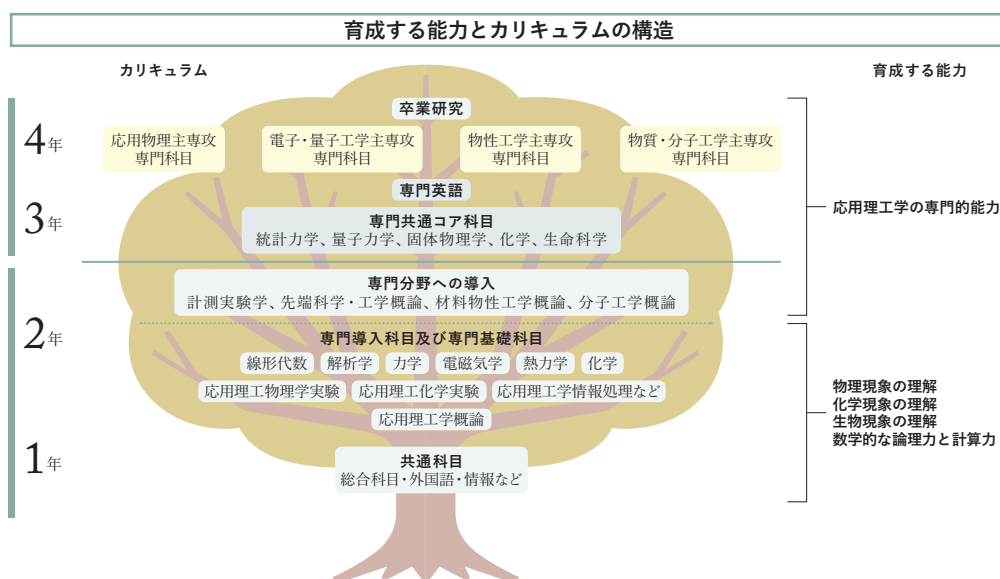 育成する能力とカリキュラムの構造
カリキュラム
育成する能力
卒業研究
4年
応用物理主専攻
専門科目
電子・量子工学主専攻
専門科目
物性工学主専攻
専門科目
物質・分子工学主専攻
専門科目
専門英語
3年
専門共通コア科目
統計力学、量子力学、固体物理学、化学、生命科学
応用理工学の専門的能力
専門分野への導入
計測実験学、先端科学・工学概論、材料物性工学概論、分子工学概論
2年
専門導入科目及び専門基礎科目
線形代数
解析学
力学
電磁気学
熱力学
化学
応用理工物理学実験
応用理工化学実験
応用理工学情報処理など
応用理工学概論
物理現象の理解
化学現象の理解
生物現象の理解
数学的な論理力と計算力
1年
共通科目
総合科目・外国語・情報など